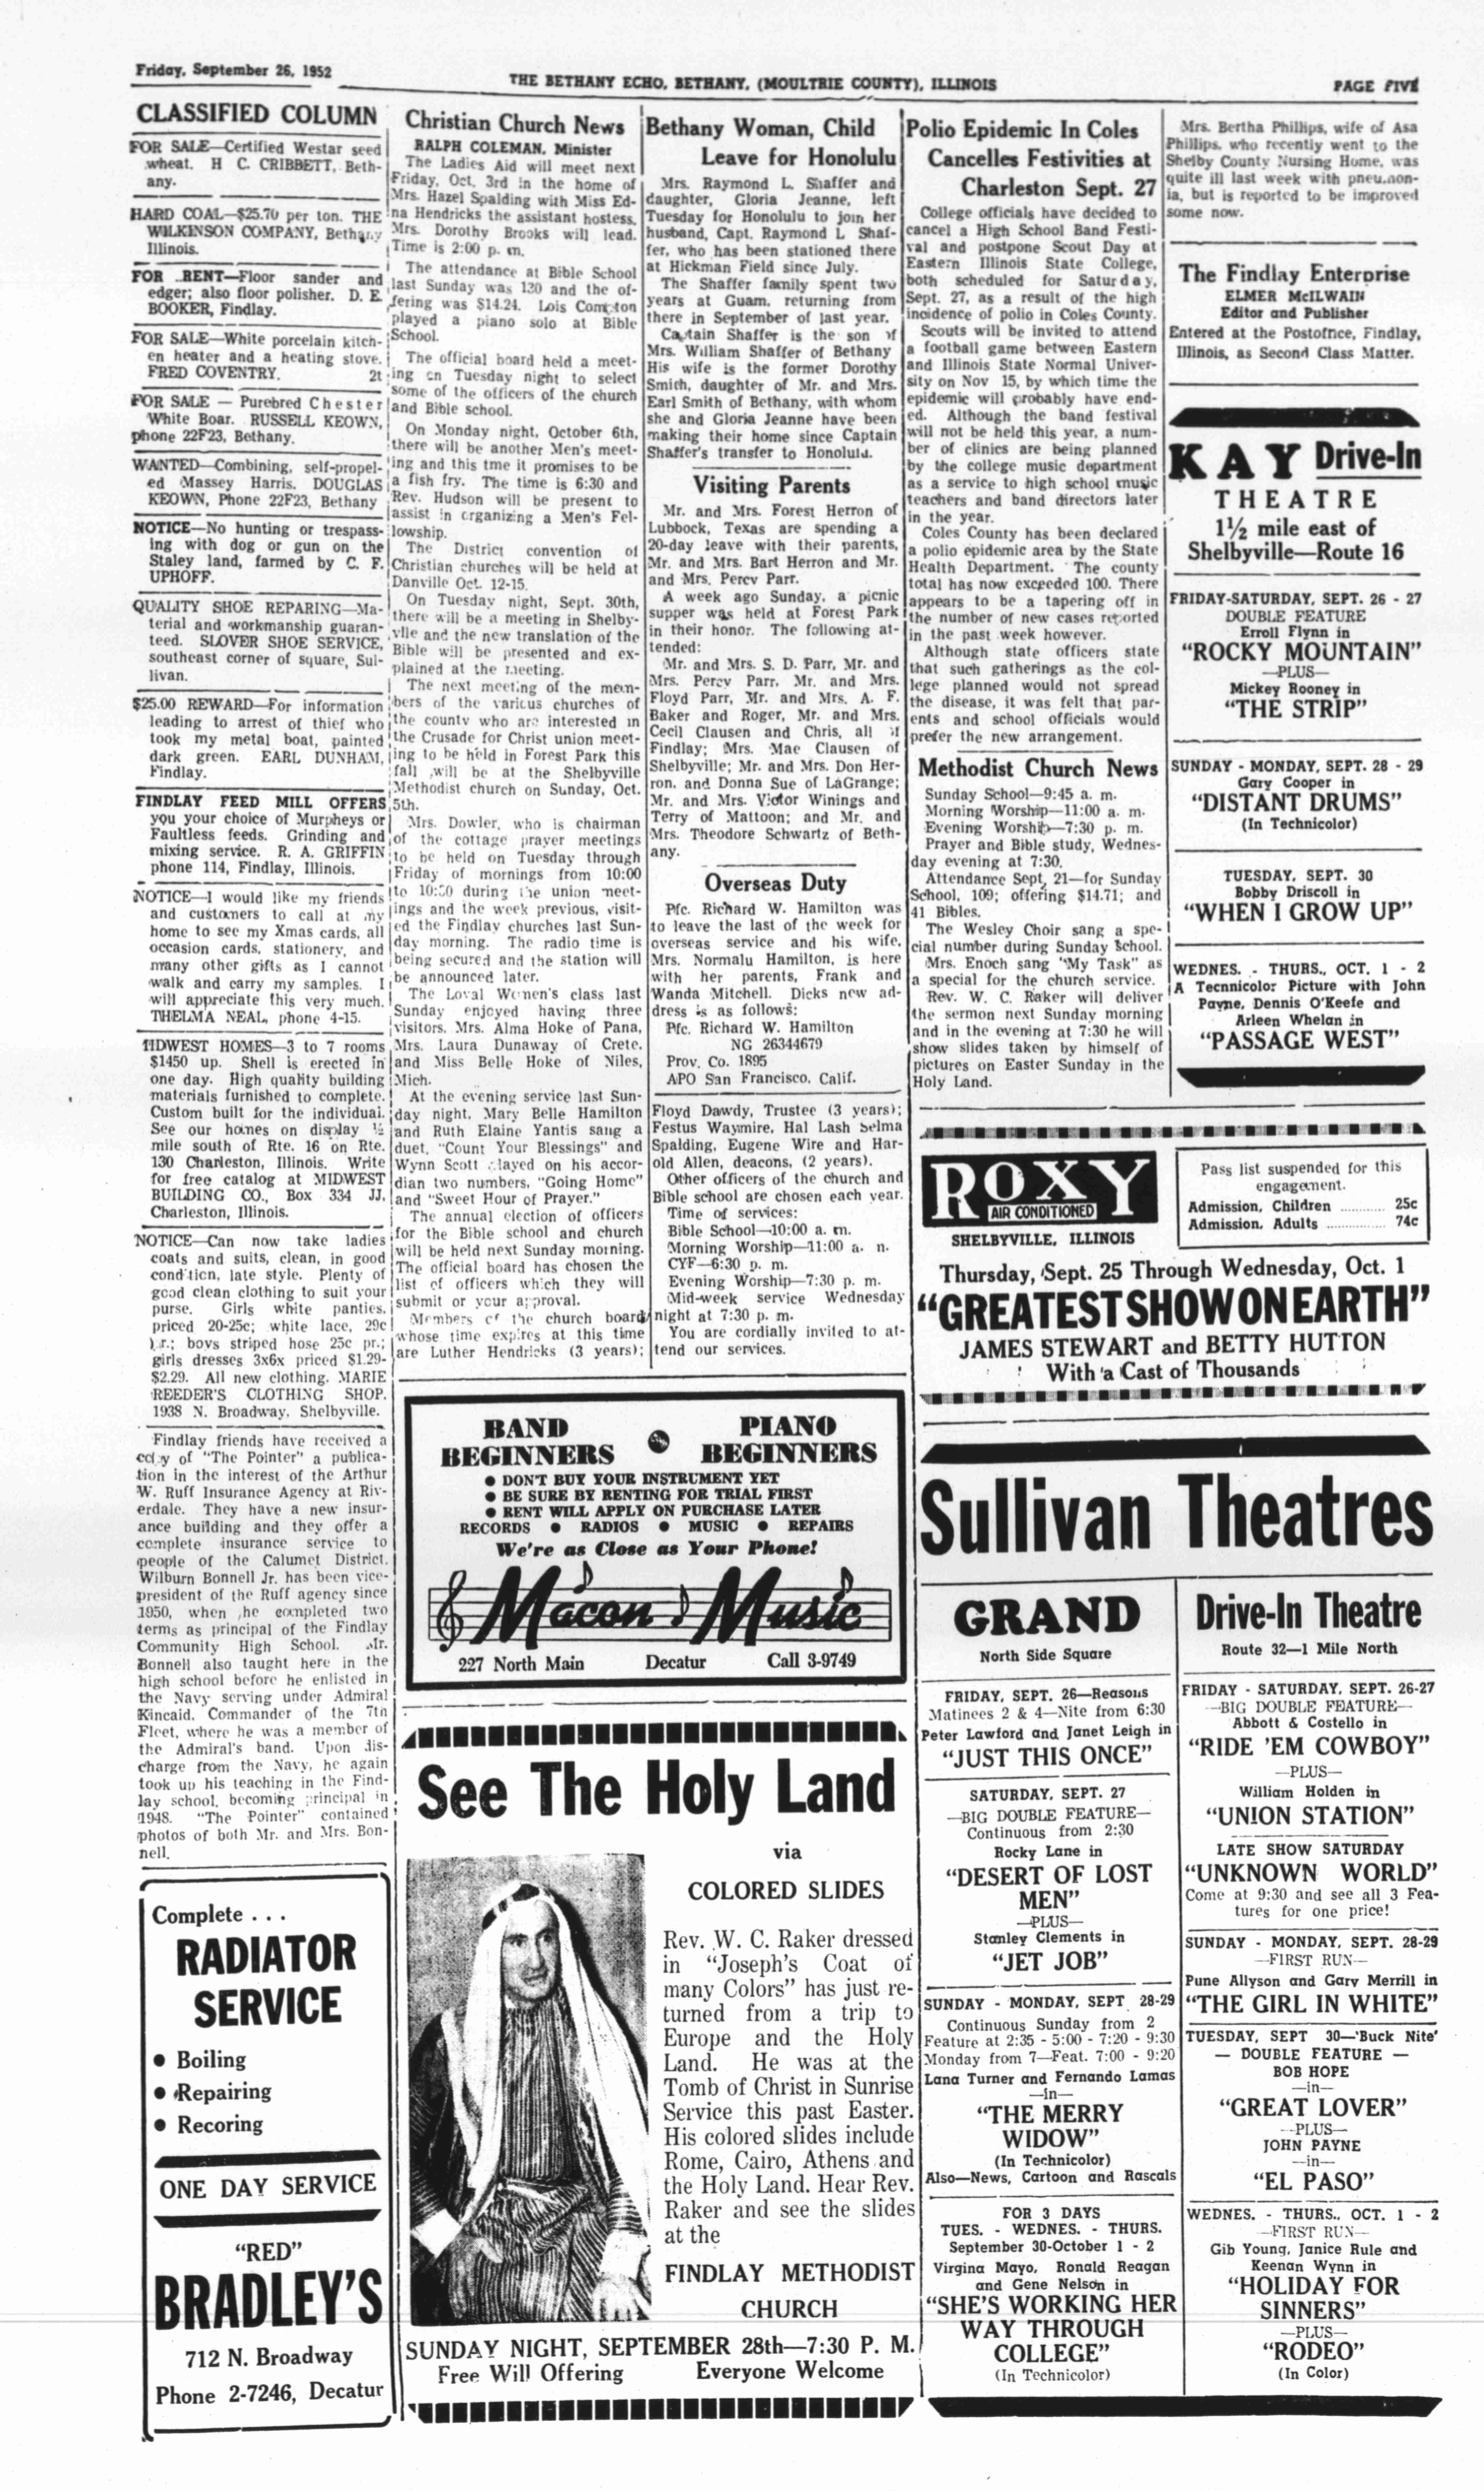 Friday, September 26, 1952
THE BETHANY ECHO, BETHANY, (MOULTRIE COUNTY), ILLINOIS
PAGE FIVE
CLASSIFIED COLUMN
FOR SALE—Certified Westar seed
wheat. H C. CRIBBETT, Beth-
any.
HARD COAL—$25.70 per ton. THE
WILKINSON COMPANY, Bethany
Illinois.
FOR RENT—Floor sander and
edger; also floor polisher. D. E.
BOOKER, Findlay.
FOR SALE—White porcelain kitch-
en heater and a heating stove.
FRED COVENTRY. 2t
FOR SALE — Purebred Chester
White Boar. RUSSELL KEOWN,
phone 22F23, Bethany.
WANTED—Combining, self-propel-
ed Massey Harris. DOUGLAS
KEOWN, Phone 22F23, Bethany
NOTICE—No hunting or trespass-
ing with dog or gun on the
Staley land, farmed by C. F.
UPHOFF.
QUALITY SHOE REPARING—Ma-
terial and workmanship guaran-
teed. SLOVER SHOE SERVICE,
southeast corner of square, Sul-
livan.
$25.00 REWARD—For information
leading to arrest of thief who
took my metal boat, painted
dark green. EARL DUNHAM,
Findlay.
FINDLAY FEED MILL OFFERS
you your choice of Murpheys or
Faultless feeds. Grinding and
mixing service. R. A. GRIFFIN
phone 114, Findlay, Illinois.
NOTICE—I would like my friends
and customers to call at my
home to see my Xmas cards, all
occasion cards, stationery, and
many other gifts as I cannot
walk and carry my samples. I
will appreciate this very much.
THELMA NEAL, phone 4-15.
MIDWEST HOMES—3 to 7 rooms
$1450 up. Shell is erected in
one day. High quality building
materials furnished to complete.
Custom built for the individual.
See our homes on display ½
mile south of Rte. 16 on Rte.
130 Charleston, Illinois. Write
for free catalog at MIDWEST
BUILDING CO., Box 334 JJ,
Charleston, Illinois.
NOTICE—Can now take ladies
coats and suits, clean, in good
condition, late style. Plenty of
good clean clothing to suit your
purse. Girls white panties,
priced 20-25c; white lace, 29c
pr.; boys striped hose 25c pr.;
girls dresses 3x6x priced $1.29-
$2.29. All new clothing. MARIE
REEDER'S CLOTHING SHOP,
1938 N. Broadway, Shelbyville.
Findlay friends have received a
copy of "The Pointer" a publica-
tion in the interest of the Arthur
W. Ruff Insurance Agency at Riv-
erdale. They have a new insur-
ance building and they offer a
complete insurance service to
people of the Calumet District.
Wilburn Bonnell Jr. has been vice-
president of the Ruff agency since
1950, when he completed two
terms as principal of the Findlay
Community High School. Mr.
Bonnell also taught here in the
high school before he enlisted in
the Navy serving under Admiral
Kincaid, Commander of the 7th
Fleet, where he was a member of
the Admiral's band. Upon dis-
charge from the Navy, he again
took up his teaching in the Find-
lay school, becoming principal in
1948. "The Pointer" contained
photos of both Mr. and Mrs. Bon-
nell.
Complete . . .
RADIATOR
SERVICE
● Boiling
● Repairing
● Recoring
ONE DAY SERVICE
"RED"
BRADLEY'S
712 N. Broadway
Phone 2-7246, Decatur
Christian Church News
RALPH COLEMAN, Minister
The Ladies Aid will meet next
Friday, Oct. 3rd in the home of
Mrs. Hazel Spalding with Miss Ed-
na Hendricks the assistant hostess.
Mrs. Dorothy Brooks will lead.
Time is 2:00 p. m.
The attendance at Bible School
last Sunday was 130 and the of-
fering was $14.24. Lois Compton
played a piano solo at Bible
School.
The official board held a meet-
ing on Tuesday night to select
some of the officers of the church
and Bible school.
On Monday night, October 6th,
there will be another Men's meet-
ing and this tme it promises to be
a fish fry. The time is 6:30 and
Rev. Hudson will be present to
assist in organizing a Men's Fel-
lowship.
The District convention of
Christian churches will be held at
Danville Oct. 12-15.
On Tuesday night, Sept. 30th,
there will be a meeting in Shelby-
vlle and the new translation of the
Bible will be presented and ex-
plained at the meeting.
The next meeting of the mem-
bers of the various churches of
the county who are interested in
the Crusade for Christ union meet-
ing to be held in Forest Park this
fall will be at the Shelbyville
Methodist church on Sunday, Oct.
5th.
Mrs. Dowler, who is chairman
of the cottage prayer meetings
to be held on Tuesday through
Friday of mornings from 10:00
to 10:30 during the union meet-
ings and the week previous, visit-
ed the Findlay churches last Sun-
day morning. The radio time is
being secured and the station will
be announced later.
The Loyal Women's class last
Sunday enjoyed having three
visitors, Mrs. Alma Hoke of Pana,
Mrs. Laura Dunaway of Crete,
and Miss Belle Hoke of Niles,
Mich.
At the evening service last Sun-
day night, Mary Belle Hamilton
and Ruth Elaine Yantis sang a
duet, "Count Your Blessings" and
Wynn Scott played on his accor-
dian two numbers, "Going Home"
and "Sweet Hour of Prayer."
The annual election of officers
for the Bible school and church
will be held next Sunday morning.
The official board has chosen the
list of officers which they will
submit or your approval.
Members of the church board
whose time expires at this time
are Luther Hendricks (3 years);
Bethany Woman, Child
Leave for Honolulu
Mrs. Raymond L. Shaffer and
daughter, Gloria Jeanne, left
Tuesday for Honolulu to join her
husband, Capt. Raymond L Shaf-
fer, who has been stationed there
at Hickman Field since July.
The Shaffer family spent two
years at Guam, returning from
there in September of last year.
Captain Shaffer is the son of
Mrs. William Shaffer of Bethany
His wife is the former Dorothy
Smith, daughter of Mr. and Mrs.
Earl Smith of Bethany, with whom
she and Gloria Jeanne have been
making their home since Captain
Shaffer's transfer to Honolulu.
Visiting Parents
Mr. and Mrs. Forest Herron of
Lubbock, Texas are spending a
20-day leave with their parents,
Mr. and Mrs. Bart Herron and Mr.
and Mrs. Percy Parr.
A week ago Sunday, a picnic
supper was held at Forest Park
in their honor. The following at-
tended:
Mr. and Mrs. S. D. Parr, Mr. and
Mrs. Percy Parr, Mr. and Mrs.
Floyd Parr, Mr. and Mrs. A. F.
Baker and Roger, Mr. and Mrs.
Cecil Clausen and Chris, all of
Findlay; Mrs. Mae Clausen of
Shelbyville; Mr. and Mrs. Don Her-
ron, and Donna Sue of LaGrange;
Mr. and Mrs. Victor Winings and
Terry of Mattoon; and Mr. and
Mrs. Theodore Schwartz of Beth-
any.
Overseas Duty
Pfc. Richard W. Hamilton was
to leave the last of the week for
overseas service and his wife,
Mrs. Normalu Hamilton, is here
with her parents, Frank and
Wanda Mitchell. Dicks new ad-
dress is as follows:
Pfc. Richard W. Hamilton
NG 26344679
Prov. Co. 1895
APO San Francisco, Calif.
Floyd Dawdy, Trustee (3 years);
Festus Waymire, Hal Lash Selma
Spalding, Eugene Wire and Har-
old Allen, deacons, (2 years).
Other officers of the church and
Bible school are chosen each year.
Time of services:
Bible School—10:00 a. m.
Morning Worship—11:00 a. n.
CYF—6:30 p. m.
Evening Worship—7:30 p. m.
Mid-week service Wednesday
night at 7:30 p. m.
You are cordially invited to at-
tend our services.
BAND
BEGINNERS
PIANO
BEGINNERS
● DON'T BUY YOUR INSTRUMENT YET
● BE SURE BY RENTING FOR TRIAL FIRST
● RENT WILL APPLY ON PURCHASE LATER
RECORDS ● RADIOS ● MUSIC ● REPAIRS
We're as Close as Your Phone!
Macon Music
227 North Main Decatur Call 3-9749
See The Holy Land
via
COLORED SLIDES
Rev. W. C. Raker dressed
in "Joseph's Coat of
many Colors" has just re-
turned from a trip to
Europe and the Holy
Land. He was at the
Tomb of Christ in Sunrise
Service this past Easter.
His colored slides include
Rome, Cairo, Athens and
the Holy Land. Hear Rev.
Raker and see the slides
at the
FINDLAY METHODIST
CHURCH
SUNDAY NIGHT, SEPTEMBER 28th—7:30 P. M.
Free Will Offering Everyone Welcome
Polio Epidemic In Coles
Cancelles Festivities at
Charleston Sept. 27
College officials have decided to
cancel a High School Band Festi-
val and postpone Scout Day at
Eastern Illinois State College,
both scheduled for Saturday,
Sept. 27, as a result of the high
incidence of polio in Coles County.
Scouts will be invited to attend
a football game between Eastern
and Illinois State Normal Univer-
sity on Nov 15, by which time the
epidemic will probably have end-
ed. Although the band festival
will not be held this year, a num-
ber of clinics are being planned
by the college music department
as a service to high school music
teachers and band directors later
in the year.
Coles County has been declared
a polio epidemic area by the State
Health Department. The county
total has now exceeded 100. There
appears to be a tapering off in
the number of new cases reported
in the past week however.
Although state officers state
that such gatherings as the col-
lege planned would not spread
the disease, it was felt that par-
ents and school officials would
prefer the new arrangement.
Methodist Church News
Sunday School—9:45 a. m.
Morning Worship—11:00 a. m.
Evening Worship—7:30 p. m.
Prayer and Bible study, Wednes-
day evening at 7:30.
Attendance Sept, 21—for Sunday
School, 109; offering $14.71; and
41 Bibles.
The Wesley Choir sang a spe-
cial number during Sunday School.
Mrs. Enoch sang "My Task" as
a special for the church service.
Rev. W. C. Raker will deliver
the sermon next Sunday morning
and in the evening at 7:30 he will
show slides taken by himself of
pictures on Easter Sunday in the
Holy Land.
Mrs. Bertha Phillips, wife of Asa
Phillips, who recently went to the
Shelby County Nursing Home, was
quite ill last week with pneumon-
ia, but is reported to be improved
some now.
The Findlay Enterprise
ELMER McILWAIN
Editor and Publisher
Entered at the Postoffice, Findlay,
Illinois, as Second Class Matter.
KAY Drive-In
THEATRE
1½ mile east of
Shelbyville—Route 16
FRIDAY-SATURDAY, SEPT. 26 - 27
DOUBLE FEATURE
Erroll Flynn in
"ROCKY MOUNTAIN"
—PLUS—
Mickey Rooney in
"THE STRIP"
SUNDAY - MONDAY, SEPT. 28 - 29
Gary Cooper in
"DISTANT DRUMS"
(In Technicolor)
TUESDAY, SEPT. 30
Bobby Driscoll in
"WHEN I GROW UP"
WEDNES. - THURS., OCT. 1 - 2
A Tecnnicolor Picture with John
Payne, Dennis O'Keefe and
Arleen Whelan in
"PASSAGE WEST"
ROXY
AIR CONDITIONED
SHELBYVILLE, ILLINOIS
Pass list suspended for this
engagement.
Admission, Children ........... 25c
Admission, Adults ............... 74c
Thursday, Sept. 25 Through Wednesday, Oct. 1
"GREATEST SHOW ON EARTH"
JAMES STEWART and BETTY HUTTON
With a Cast of Thousands
Sullivan Theatres
GRAND
North Side Square
FRIDAY, SEPT. 26—Reasons
Matinees 2 & 4—Nite from 6:30
Peter Lawford and Janet Leigh in
"JUST THIS ONCE"
SATURDAY, SEPT. 27
—BIG DOUBLE FEATURE—
Continuous from 2:30
Rocky Lane in
"DESERT OF LOST
MEN"
—PLUS—
Stanley Clements in
"JET JOB"
SUNDAY - MONDAY, SEPT. 28-29
Continuous Sunday from 2
Feature at 2:35 - 5:00 - 7:20 - 9:30
Monday from 7—Feat. 7:00 - 9:20
Lana Turner and Fernando Lamas
—in—
"THE MERRY
WIDOW"
(In Technicolor)
Also—News, Cartoon and Rascals
FOR 3 DAYS
TUES. - WEDNES. - THURS.
September 30-October 1 - 2
Virgina Mayo, Ronald Reagan
and Gene Nelson in
"SHE'S WORKING HER
WAY THROUGH
COLLEGE"
(In Technicolor)
Drive-In Theatre
Route 32—1 Mile North
FRIDAY - SATURDAY, SEPT. 26-27
—BIG DOUBLE FEATURE—
Abbott & Costello in
"RIDE 'EM COWBOY"
—PLUS—
William Holden in
"UNION STATION"
LATE SHOW SATURDAY
"UNKNOWN WORLD"
Come at 9:30 and see all 3 Fea-
tures for one price!
SUNDAY - MONDAY, SEPT. 28-29
—FIRST RUN—
Pune Allyson and Gary Merrill in
"THE GIRL IN WHITE"
TUESDAY, SEPT 30—'Buck Nite'
— DOUBLE FEATURE —
BOB HOPE
—in—
"GREAT LOVER"
—PLUS—
JOHN PAYNE
—in—
"EL PASO"
WEDNES. - THURS., OCT. 1 - 2
—FIRST RUN—
Gib Young, Janice Rule and
Keenan Wynn in
"HOLIDAY FOR
SINNERS"
—PLUS—
"RODEO"
(In Color)